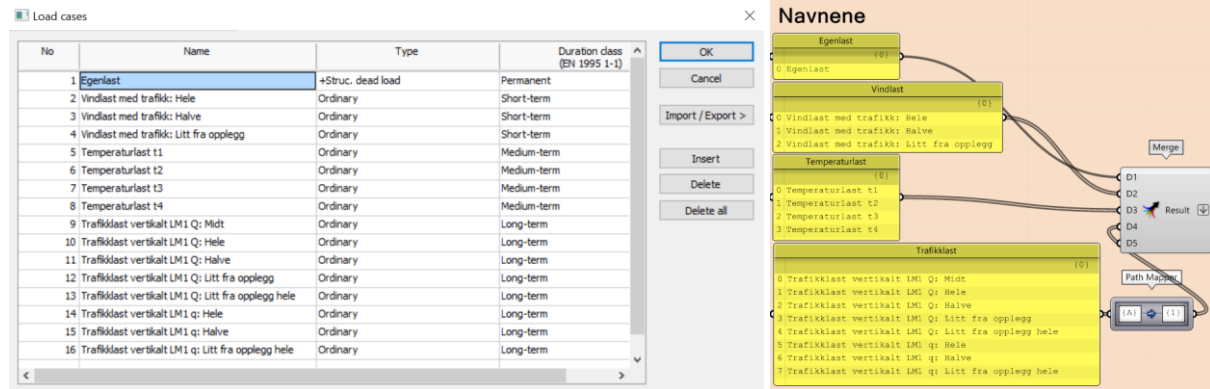 Load cases
No Name Type Duration class (EN 1995 1-1)
1 Egenlast +Struc. dead load Permanent
2 Vindlast med trafikk: Hele Ordinary Short-term
3 Vindlast med trafikk: Halve Ordinary Short-term
4 Vindlast med trafikk: Litt fra opplegg Ordinary Short-term
5 Temperaturlast t1 Ordinary Medium-term
6 Temperaturlast t2 Ordinary Medium-term
7 Temperaturlast t3 Ordinary Medium-term
8 Temperaturlast t4 Ordinary Medium-term
9 Trafikklast vertikalt LM1 Q: Midt Ordinary Long-term
10 Trafikklast vertikalt LM1 Q: Hele Ordinary Long-term
11 Trafikklast vertikalt LM1 Q: Halve Ordinary Long-term
12 Trafikklast vertikalt LM1 Q: Litt fra opplegg Ordinary Long-term
13 Trafikklast vertikalt LM1 Q: Litt fra opplegg hele Ordinary Long-term
14 Trafikklast vertikalt LM1 q: Hele Ordinary Long-term
15 Trafikklast vertikalt LM1 q: Halve Ordinary Long-term
16 Trafikklast vertikalt LM1 q: Litt fra opplegg hele Ordinary Long-term
OK
Cancel
Import / Export >
Insert
Delete
Delete all
Navnene
Egenlast
{0}
0 Egenlast
Vindlast
{0}
0 Vindlast med trafikk: Hele
1 Vindlast med trafikk: Halve
2 Vindlast med trafikk: Litt fra opplegg
Temperaturlast
{0}
0 Temperaturlast t1
1 Temperaturlast t2
2 Temperaturlast t3
3 Temperaturlast t4
Trafikklast
{0}
0 Trafikklast vertikalt LM1 Q: Midt
1 Trafikklast vertikalt LM1 Q: Hele
2 Trafikklast vertikalt LM1 Q: Halve
3 Trafikklast vertikalt LM1 Q: Litt fra opplegg
4 Trafikklast vertikalt LM1 Q: Litt fra opplegg hele
5 Trafikklast vertikalt LM1 q: Hele
6 Trafikklast vertikalt LM1 q: Halve
7 Trafikklast vertikalt LM1 q: Litt fra opplegg hele
Merge
D1
D2
D3 Result
D4
D5
Path Mapper
{A} {1}